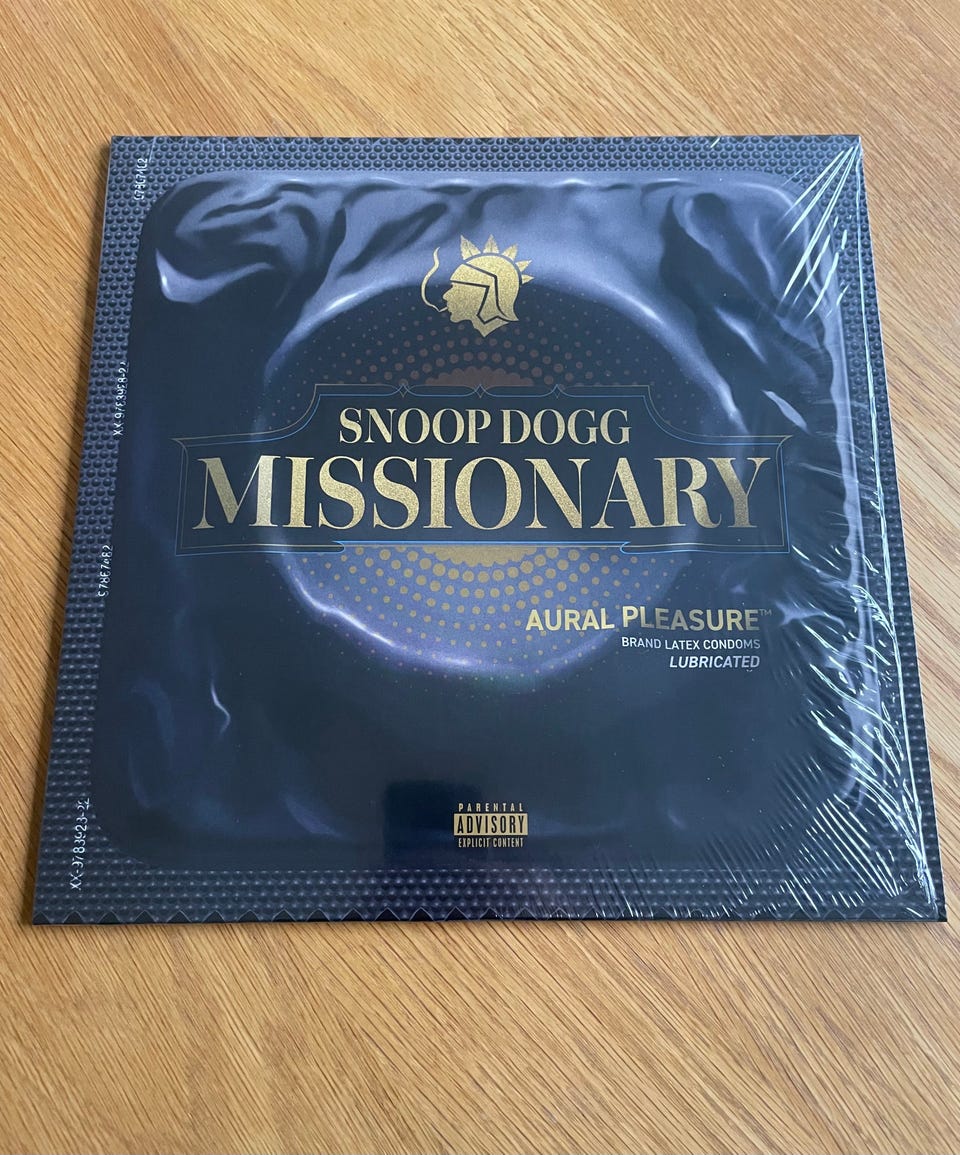 SNOOP DOGG
MISSIONARY
AURAL PLEASURE™
BRAND LATEX CONDOMS
LUBRICATED
PARENTAL
ADVISORY
EXPLICIT CONTENT